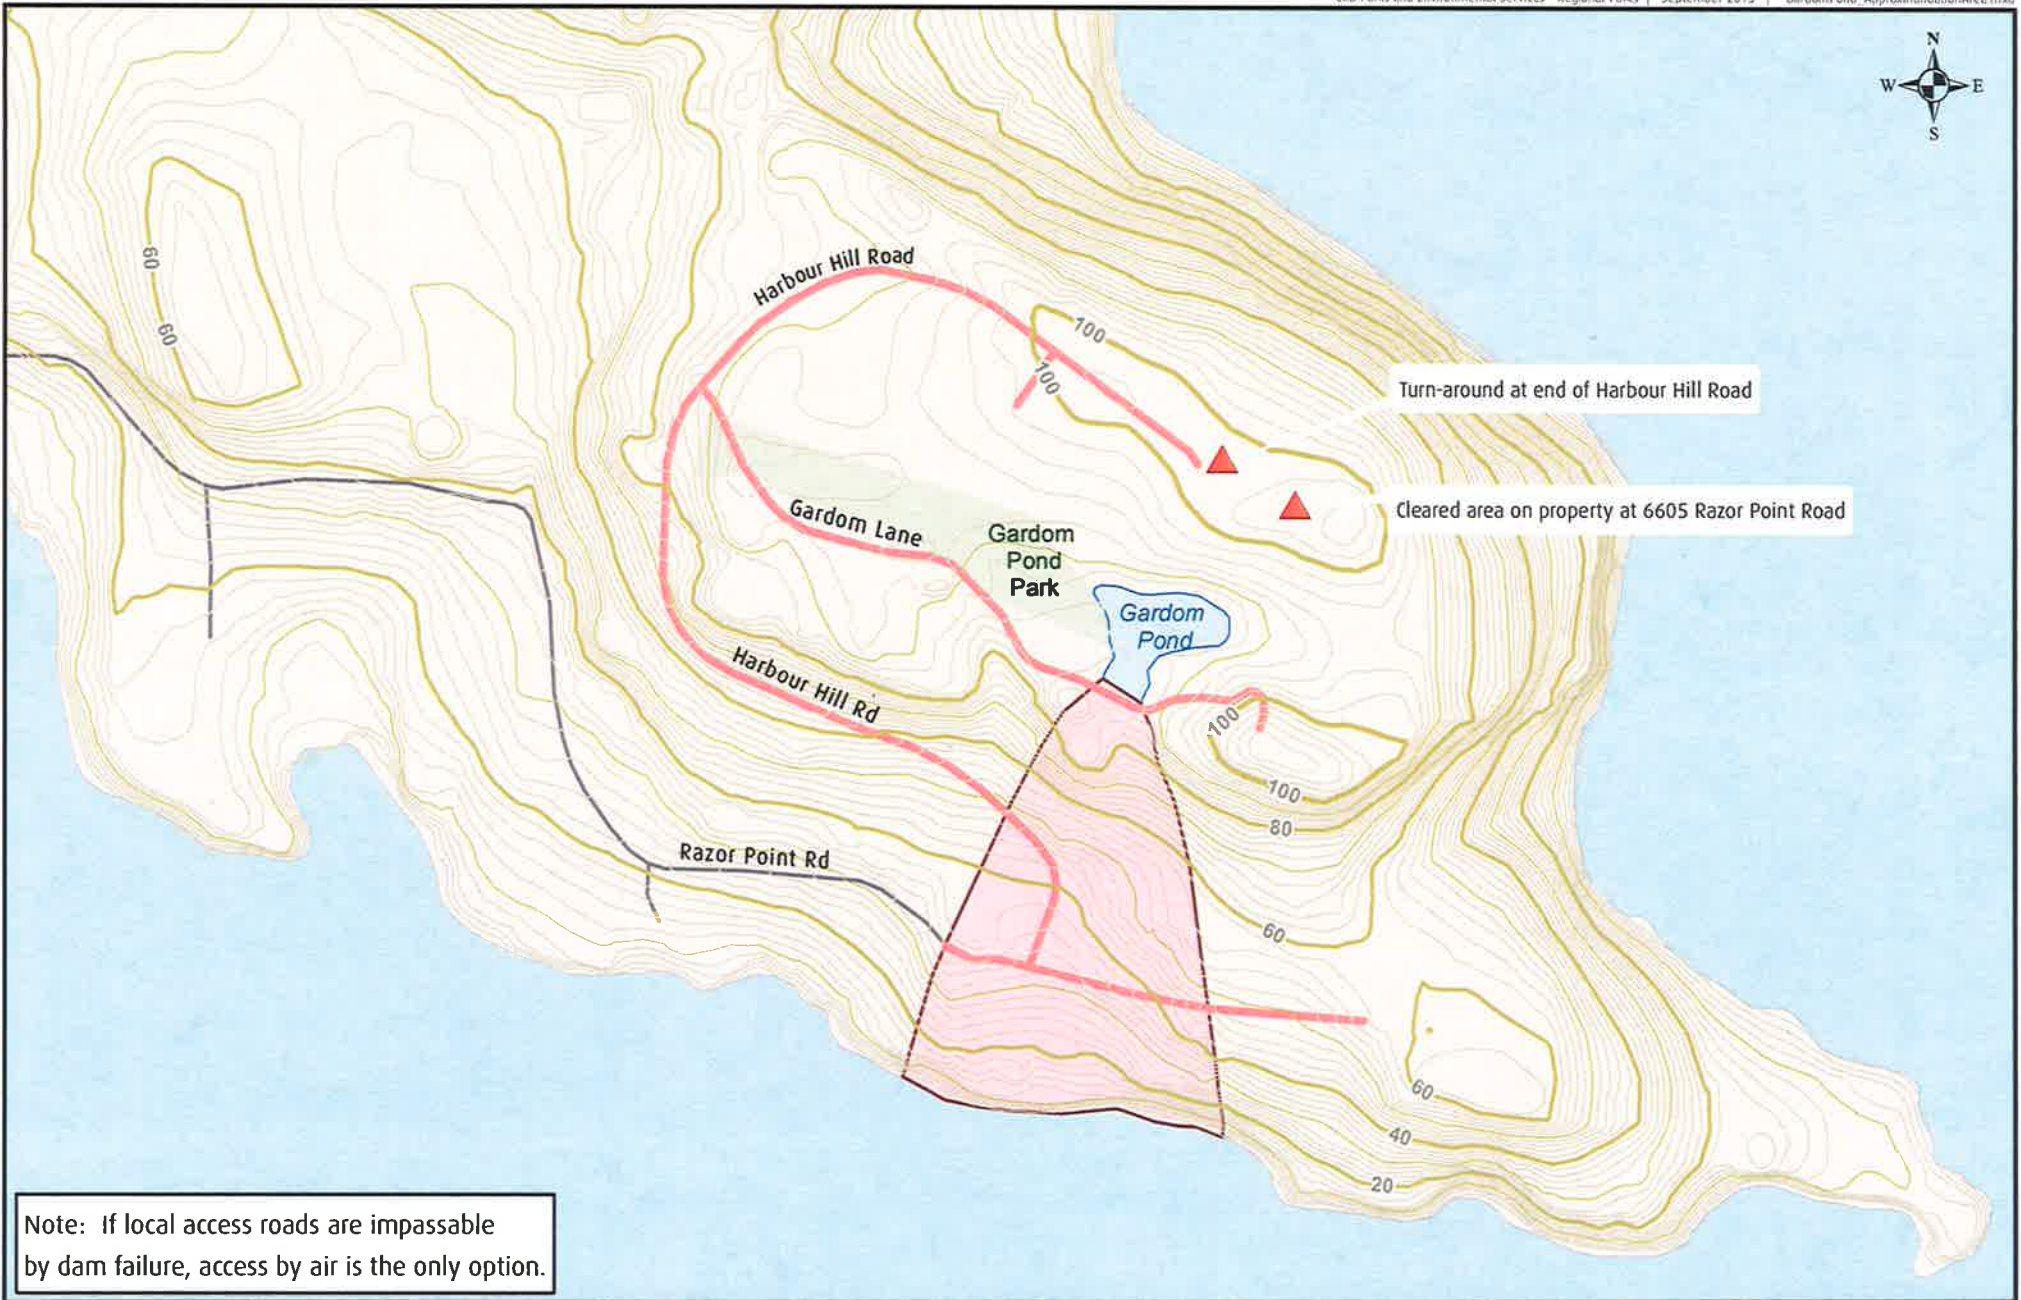 N
W E
S
Harbour Hill Road
100
60
100
60
Turn-around at end of Harbour Hill Road
Cleared area on property at 6605 Razor Point Road
Gardom Lane
Gardom
Pond
Park
Gardom
Pond
Harbour Hill Rd
100
100
80
Razor Point Rd
60
60
40
20
Note: If local access roads are impassable
by dam failure, access by air is the only option.